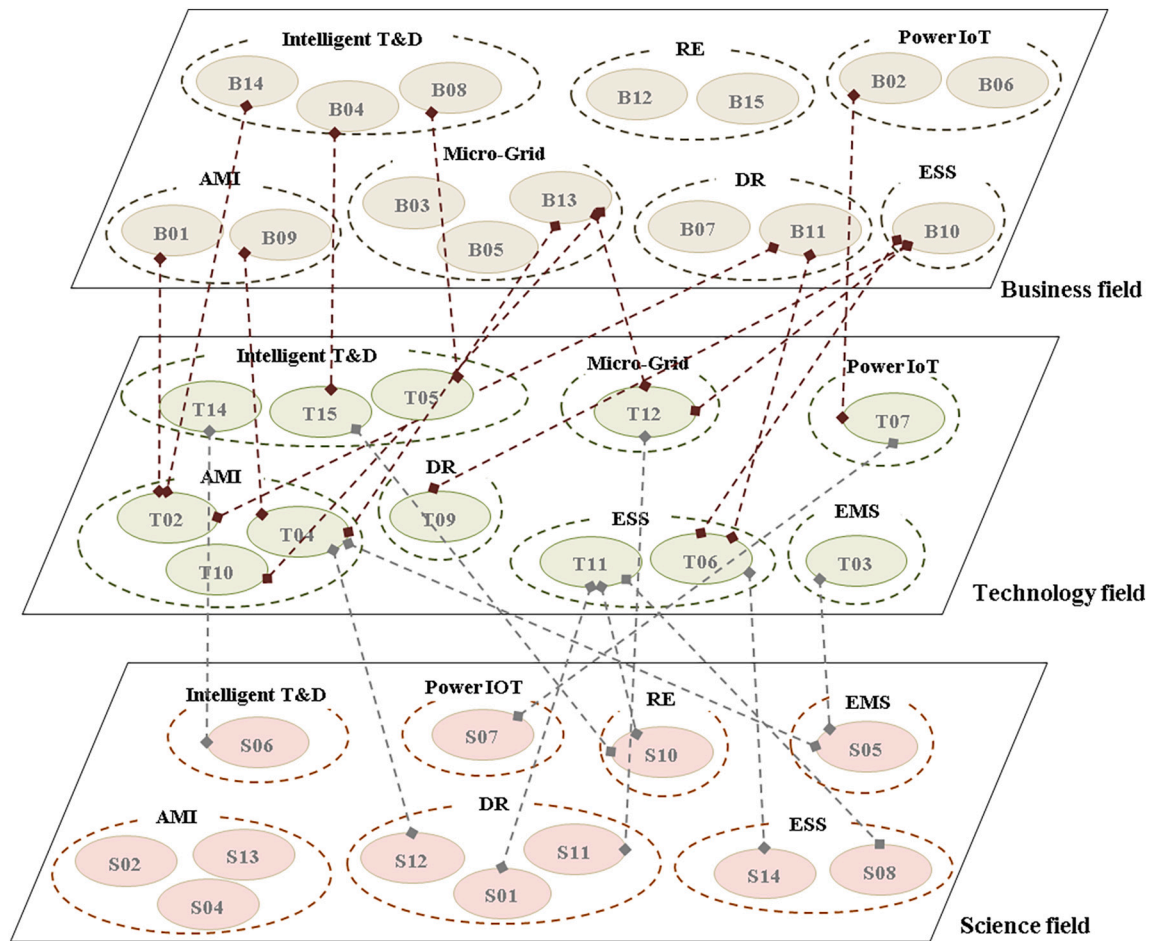 Intelligent T&D
RE
Power IoT
B14
B04
B08
B12
B15
B02
B06
AMI
Micro-Grid
DR
ESS
B01
B09
B03
B05
B13
B07
B11
B10
Business field
Intelligent T&D
Micro-Grid
Power IoT
T14
T15
T05
T12
T07
AMI
DR
ESS
EMS
T02
T04
T10
T09
T11
T06
T03
Technology field
Intelligent T&D
Power IOT
RE
EMS
S06
S07
S10
S05
AMI
DR
ESS
S02
S13
S04
S12
S01
S11
S14
S08
Science field